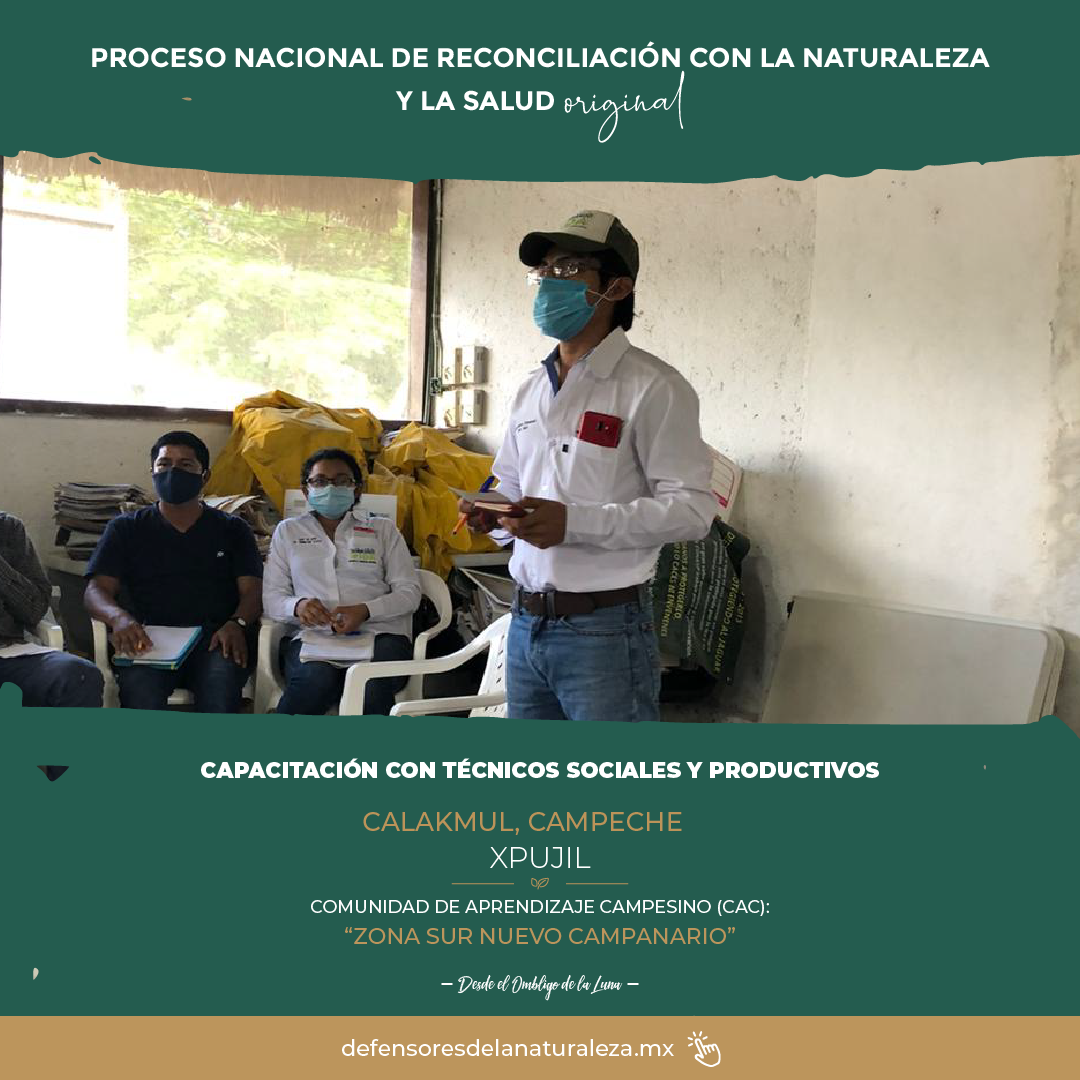 PROCESO NACIONAL DE RECONCILIACIÓN CON LA NATURALEZA
Y LA SALUD original
CAPACITACIÓN CON TÉCNICOS SOCIALES Y PRODUCTIVOS
CALAKMUL, CAMPECHE
XPUJIL
COMUNIDAD DE APRENDIZAJE CAMPESINO (CAC):
“ZONA SUR NUEVO CAMPANARIO”
— Desde el Ombligo de la Luna —
defensoresdelanaturaleza.mx